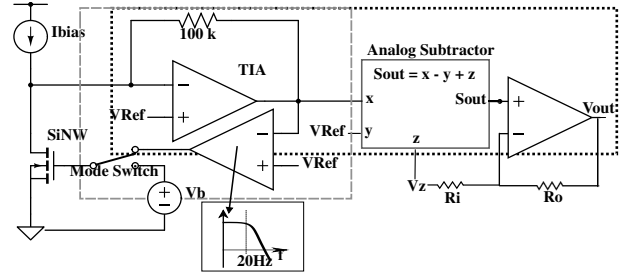 Ibias
100 k
TIA
VRef
Analog Subtractor
Sout = x - y + z
x
Sout
Vout
VRef
y
z
SiNW
VRef
Mode Switch
Vb
Vz
Ri
Ro
20Hz f